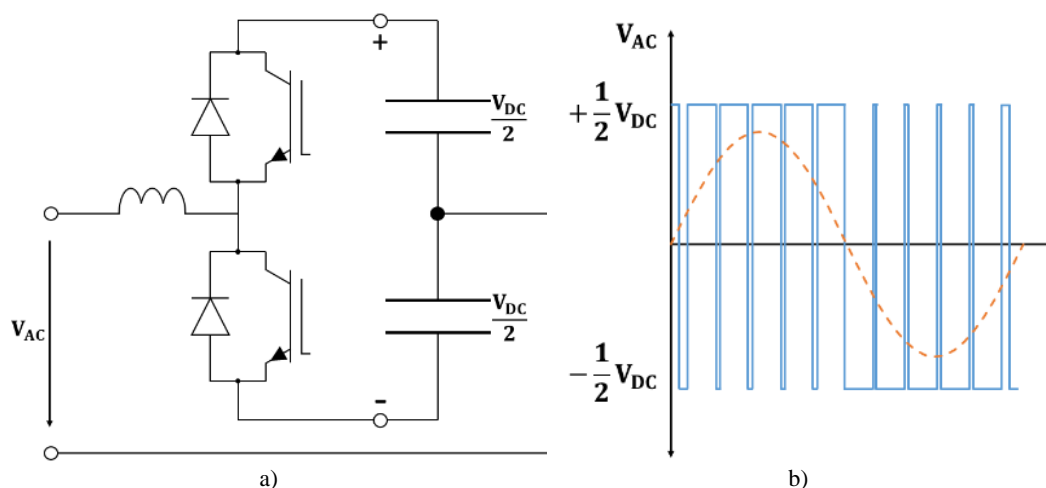 +
V_DC
2
V_DC
2
V_AC
-
a)
V_AC
+ 1/2 V_DC
- 1/2 V_DC
b)